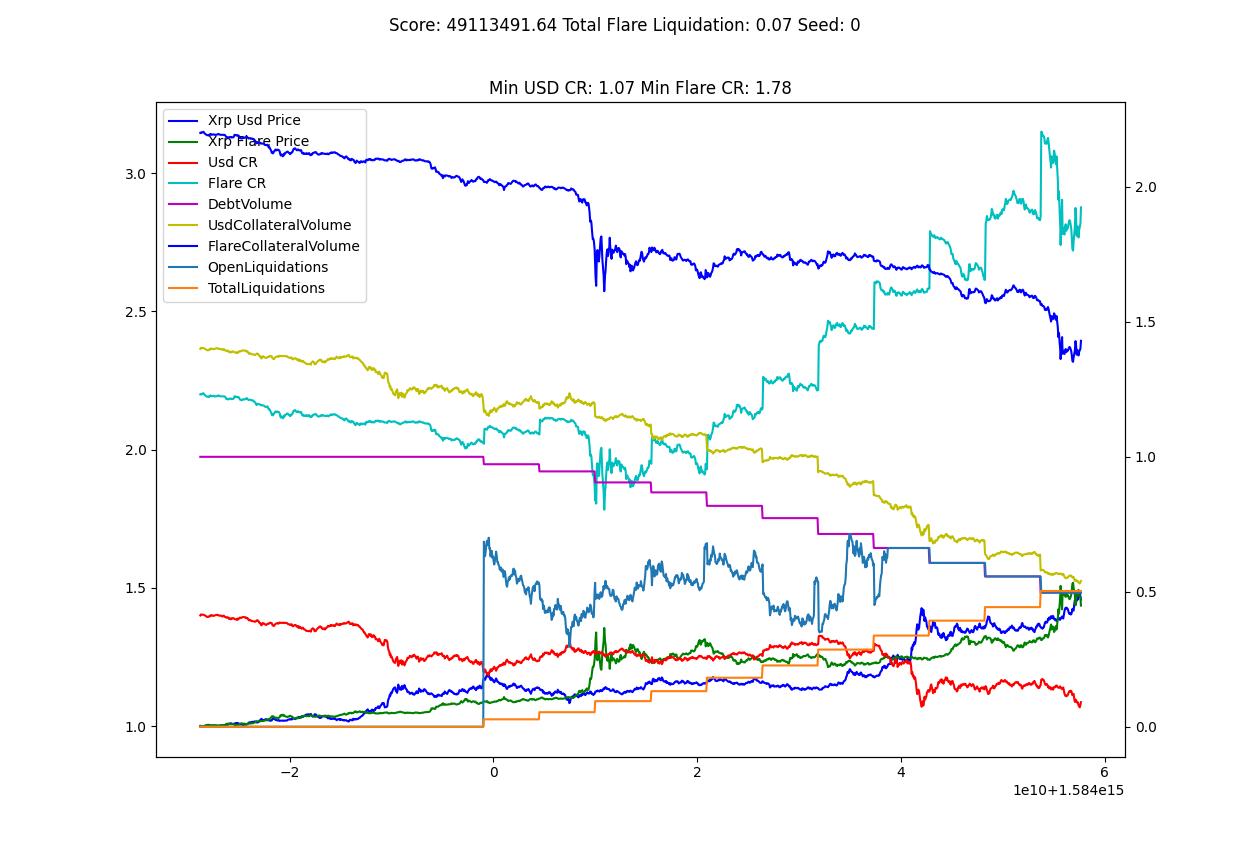 Score: 49113491.64 Total Flare Liquidation: 0.07 Seed: 0
Min USD CR: 1.07 Min Flare CR: 1.78
Xrp Usd Price
Xrp Flare Price
Usd CR
Flare CR
DebtVolume
UsdCollateralVolume
FlareCollateralVolume
OpenLiquidations
TotalLiquidations
3.0
2.5
2.0
1.5
1.0
2.0
1.5
1.0
0.5
0.0
−2 0 2 4 6
1e10+1.584e15